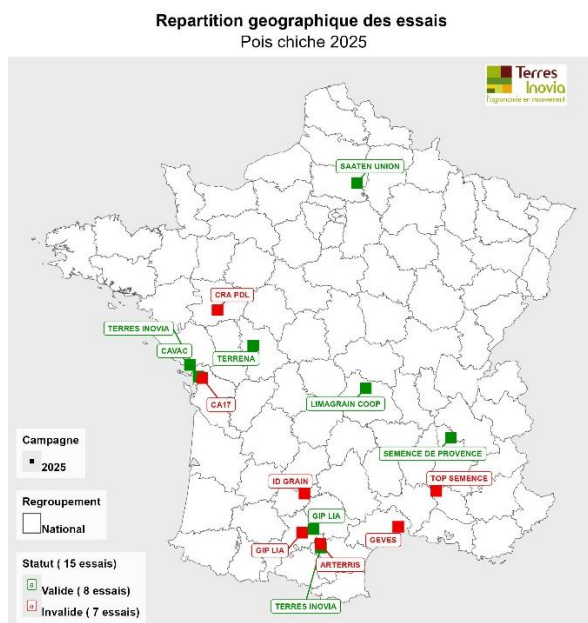 Repartition geographique des essais
Pois chiche 2025
Terres
Inovia
l'agronomie en mouvement
SAATEN UNION
CRA PDL
TERRES INOVIA
CAVAC
TERRENA
CA17
LIMAGRAIN COOP
SEMENCE DE PROVENCE
Campagne
2025
ID GRAIN
TOP SEMENCE
Regroupement
National
GIP LIA
GEVES
GIP LIA
ARTERRIS
Statut ( 15 essais)
a Valide ( 8 essais)
a Invalide ( 7 essais)
TERRES INOVIA